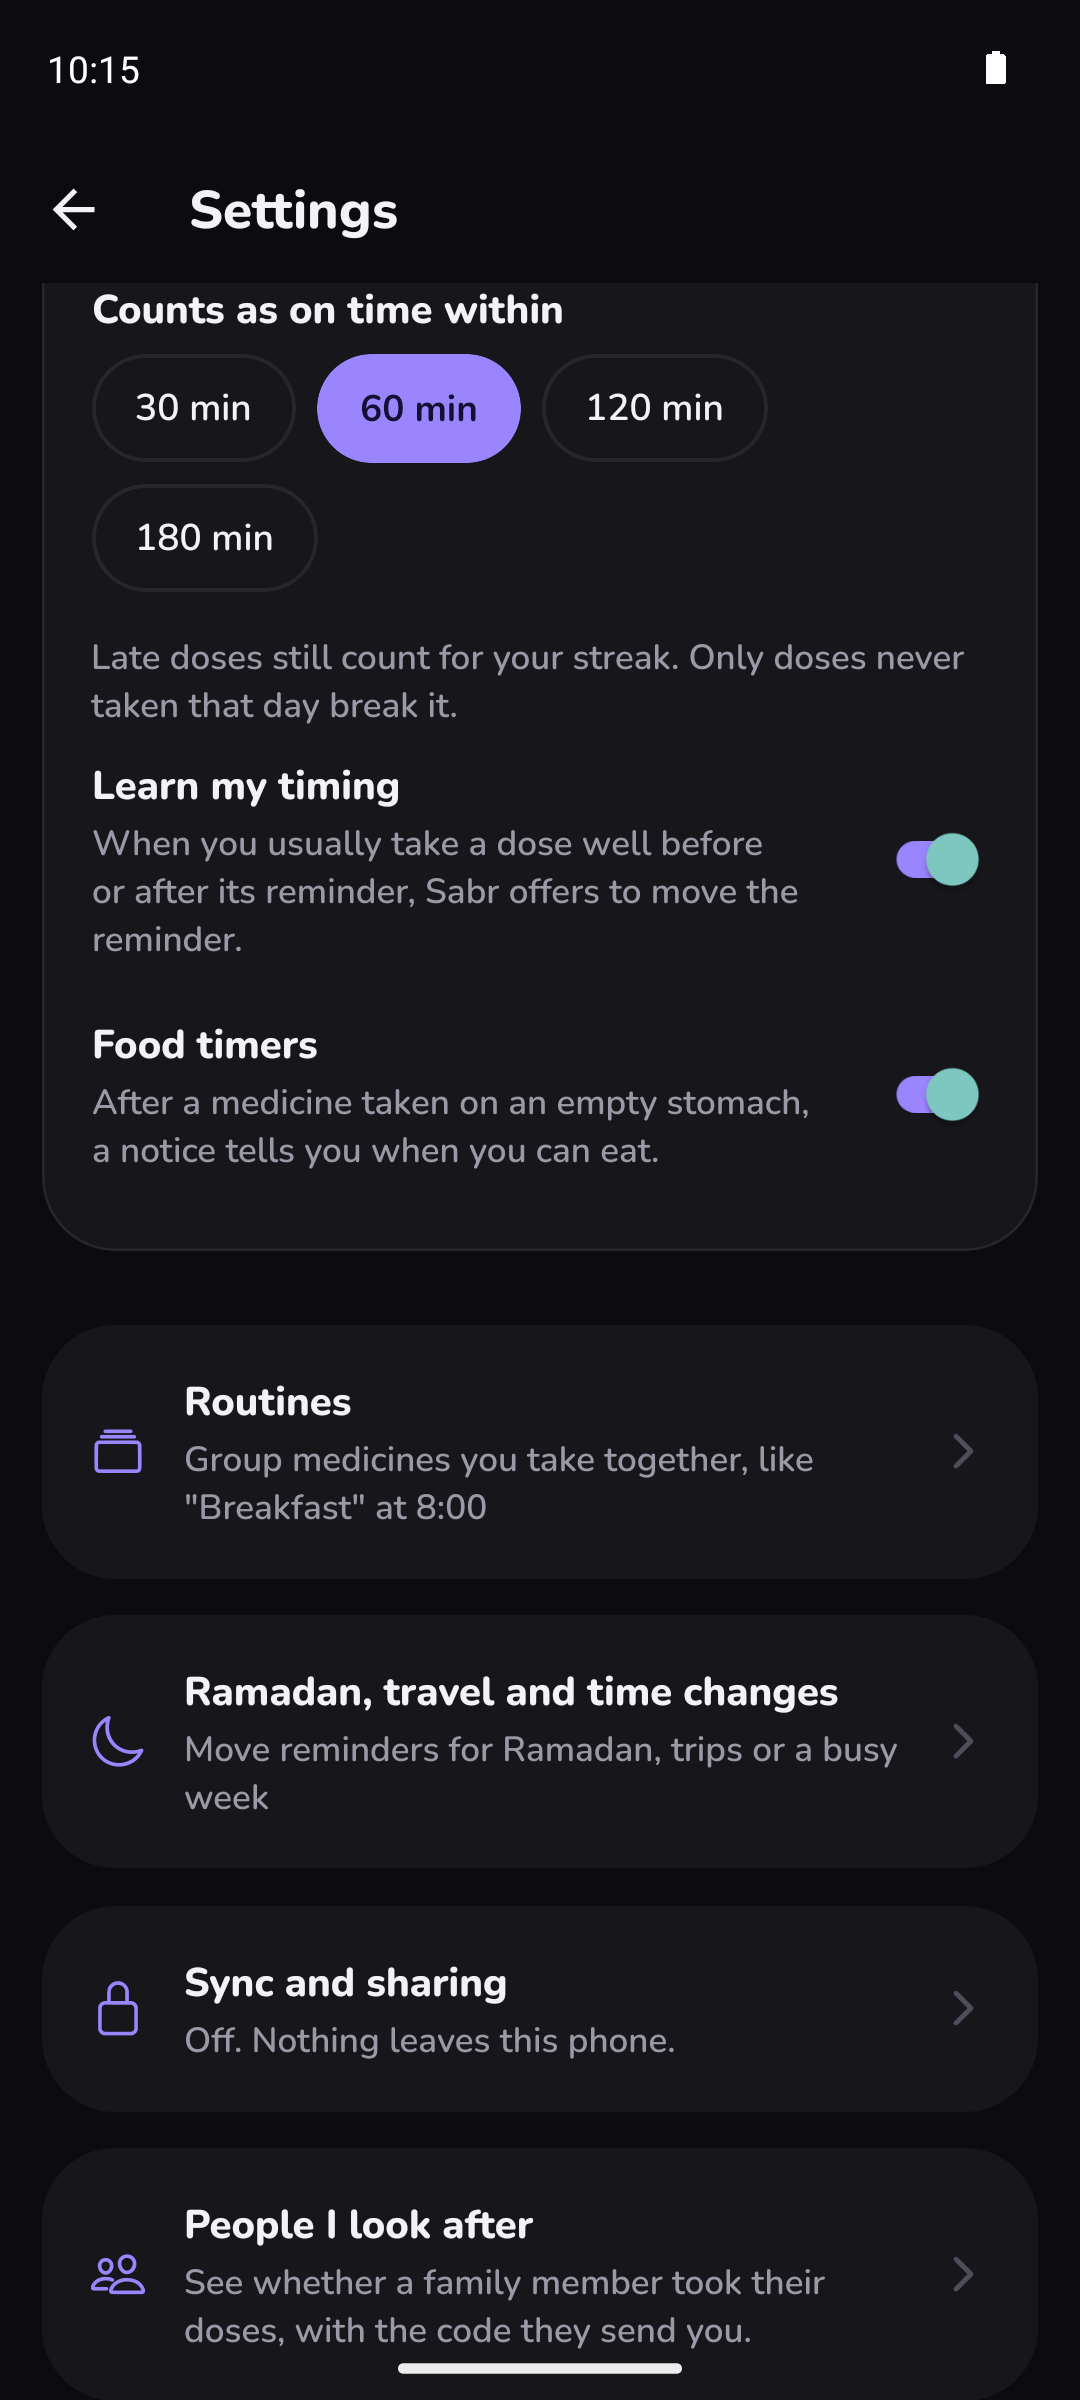 10:15
Settings
Counts as on time within
30 min
60 min
120 min
180 min
Late doses still count for your streak. Only doses never
taken that day break it.
Learn my timing
When you usually take a dose well before
or after its reminder, Sabr offers to move the
reminder.
Food timers
After a medicine taken on an empty stomach,
a notice tells you when you can eat.
Routines
Group medicines you take together, like
"Breakfast" at 8:00
Ramadan, travel and time changes
Move reminders for Ramadan, trips or a busy
week
Sync and sharing
Off. Nothing leaves this phone.
People I look after
See whether a family member took their
doses, with the code they send you.